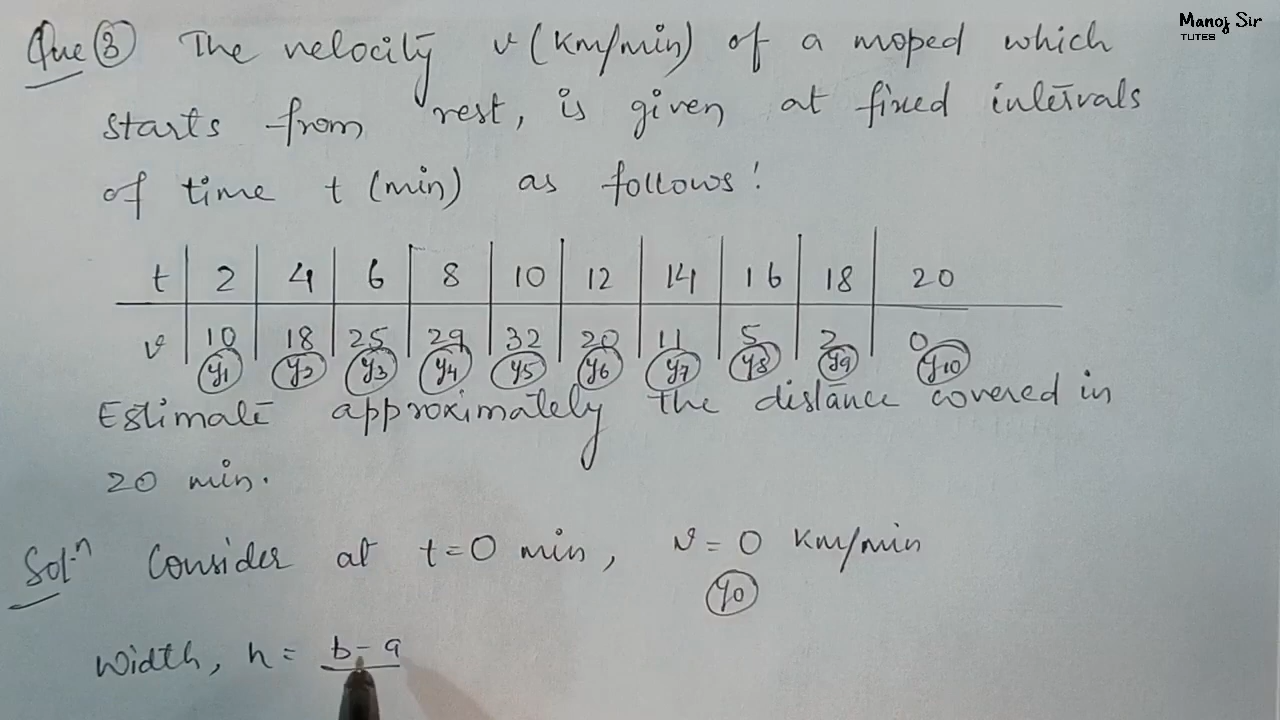 Manoj Sir
TUTES
Que ③ The velocity v (km/min) of a moped which
starts from rest, is given at fixed intervals
of time t (min) as follows:
t 2 4 6 8 10 12 14 16 18 20
v 10 18 25 29 32 20 11 5 2 0
y1 y2 y3 y4 y5 y6 y7 y8 y9 y10
Estimate approximately the distance covered in
20 min.
Solⁿ Consider at t=0 min, v = 0 km/min
y0
Width, h = b-a